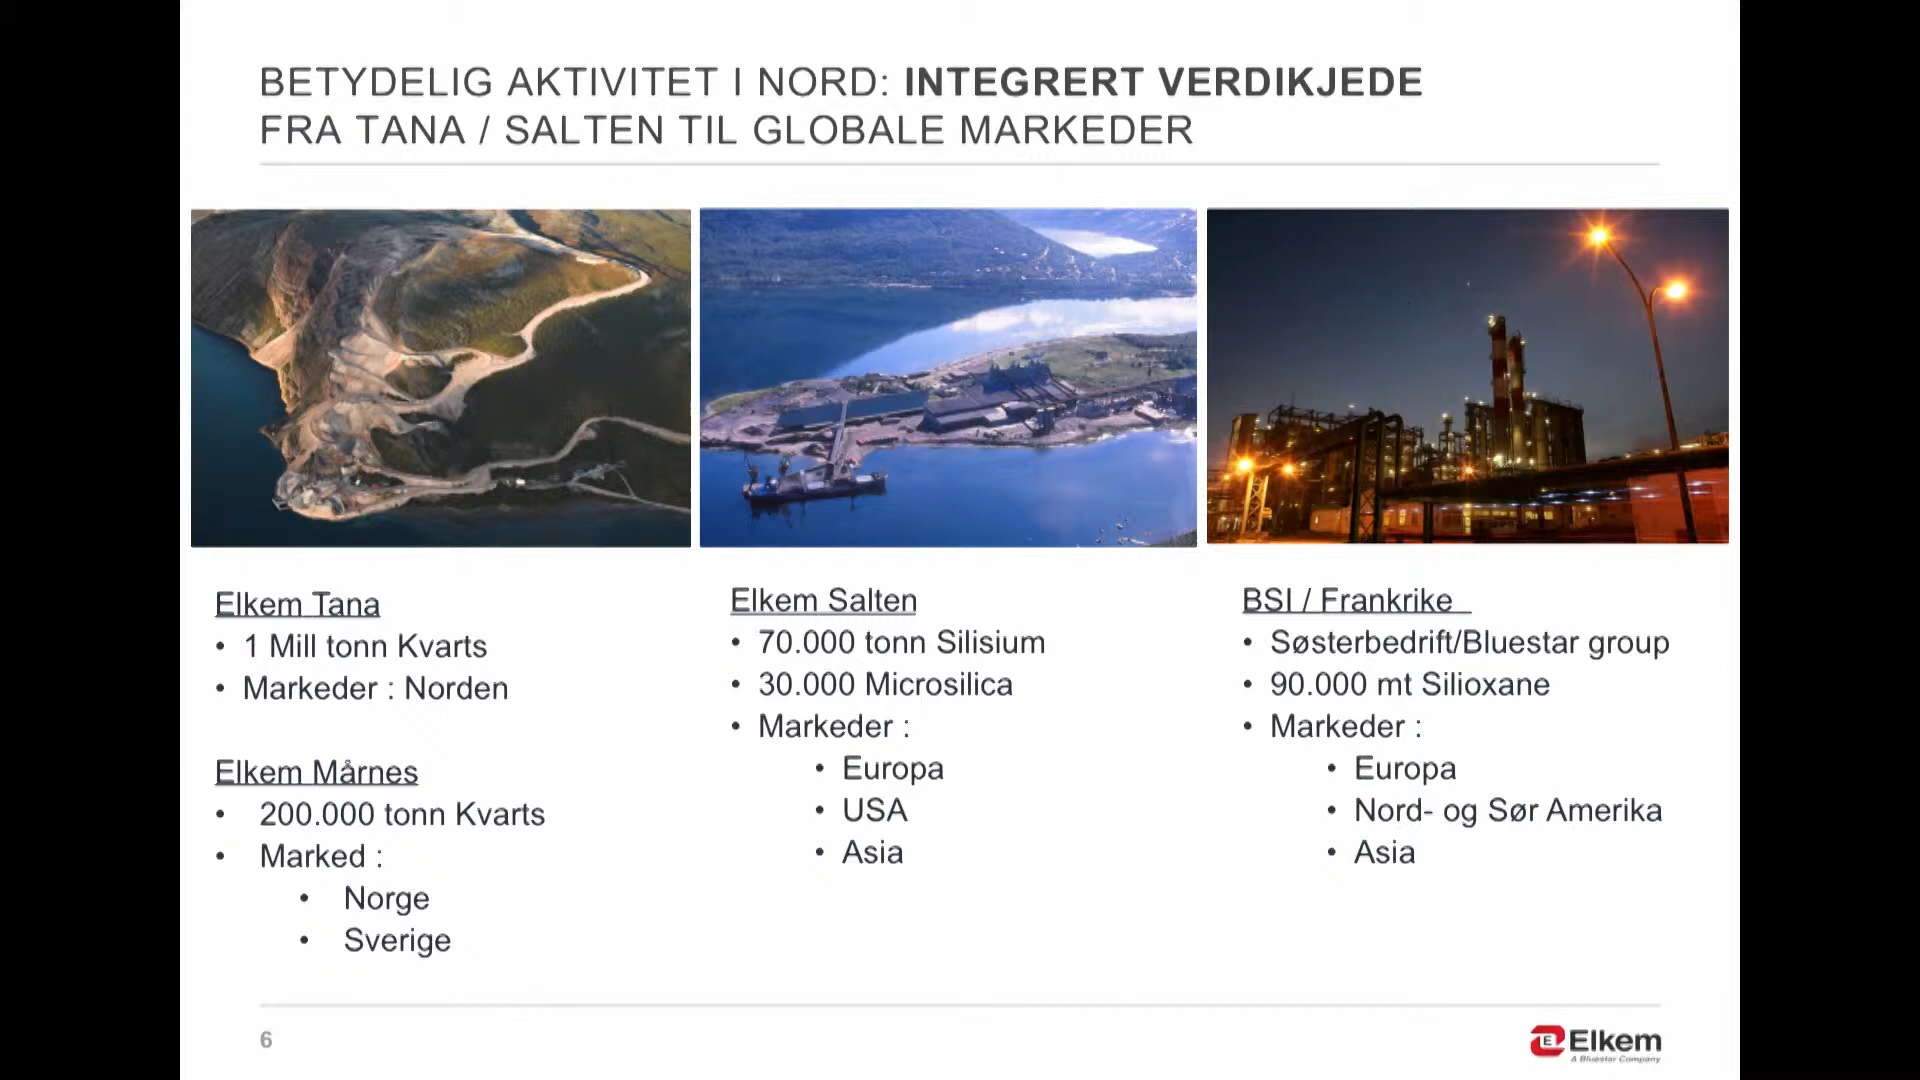 BETYDELIG AKTIVITET I NORD: INTEGRERT VERDIKJEDE
FRA TANA / SALTEN TIL GLOBALE MARKEDER
Elkem Tana
• 1 Mill tonn Kvarts
• Markeder : Norden
Elkem Mårnes
• 200.000 tonn Kvarts
• Marked :
• Norge
• Sverige
Elkem Salten
• 70.000 tonn Silisium
• 30.000 Microsilica
• Markeder :
• Europa
• USA
• Asia
BSI / Frankrike
• Søsterbedrift/Bluestar group
• 90.000 mt Silioxane
• Markeder :
• Europa
• Nord- og Sør Amerika
• Asia
6
E Elkem
A Bluestar Company